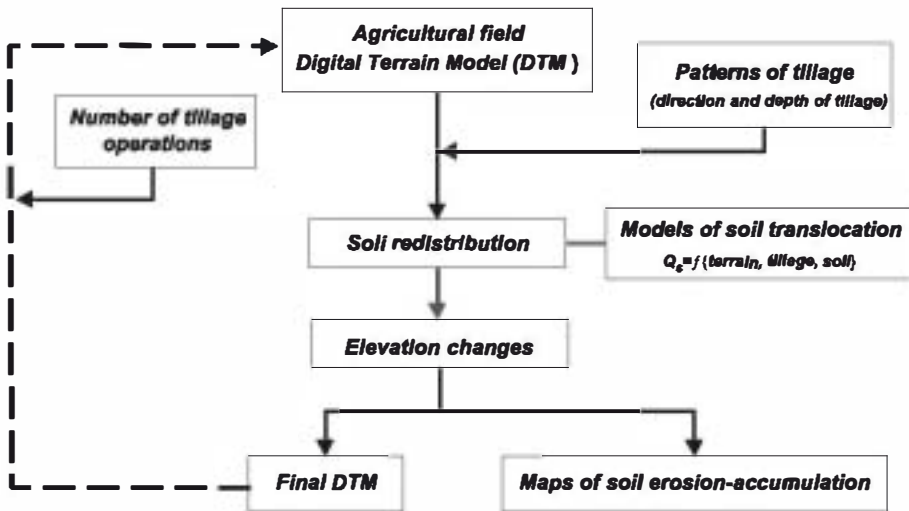 Agricultural field
Digital Terrain Model (DTM )
Patterns of tillage
(direction and depth of tillage)
Number of tillage
operations
Soil redistribution
Models of soil translocation
Qs=f{terrain, tillage, soil}
Elevation changes
Final DTM
Maps of soil erosion-accumulation